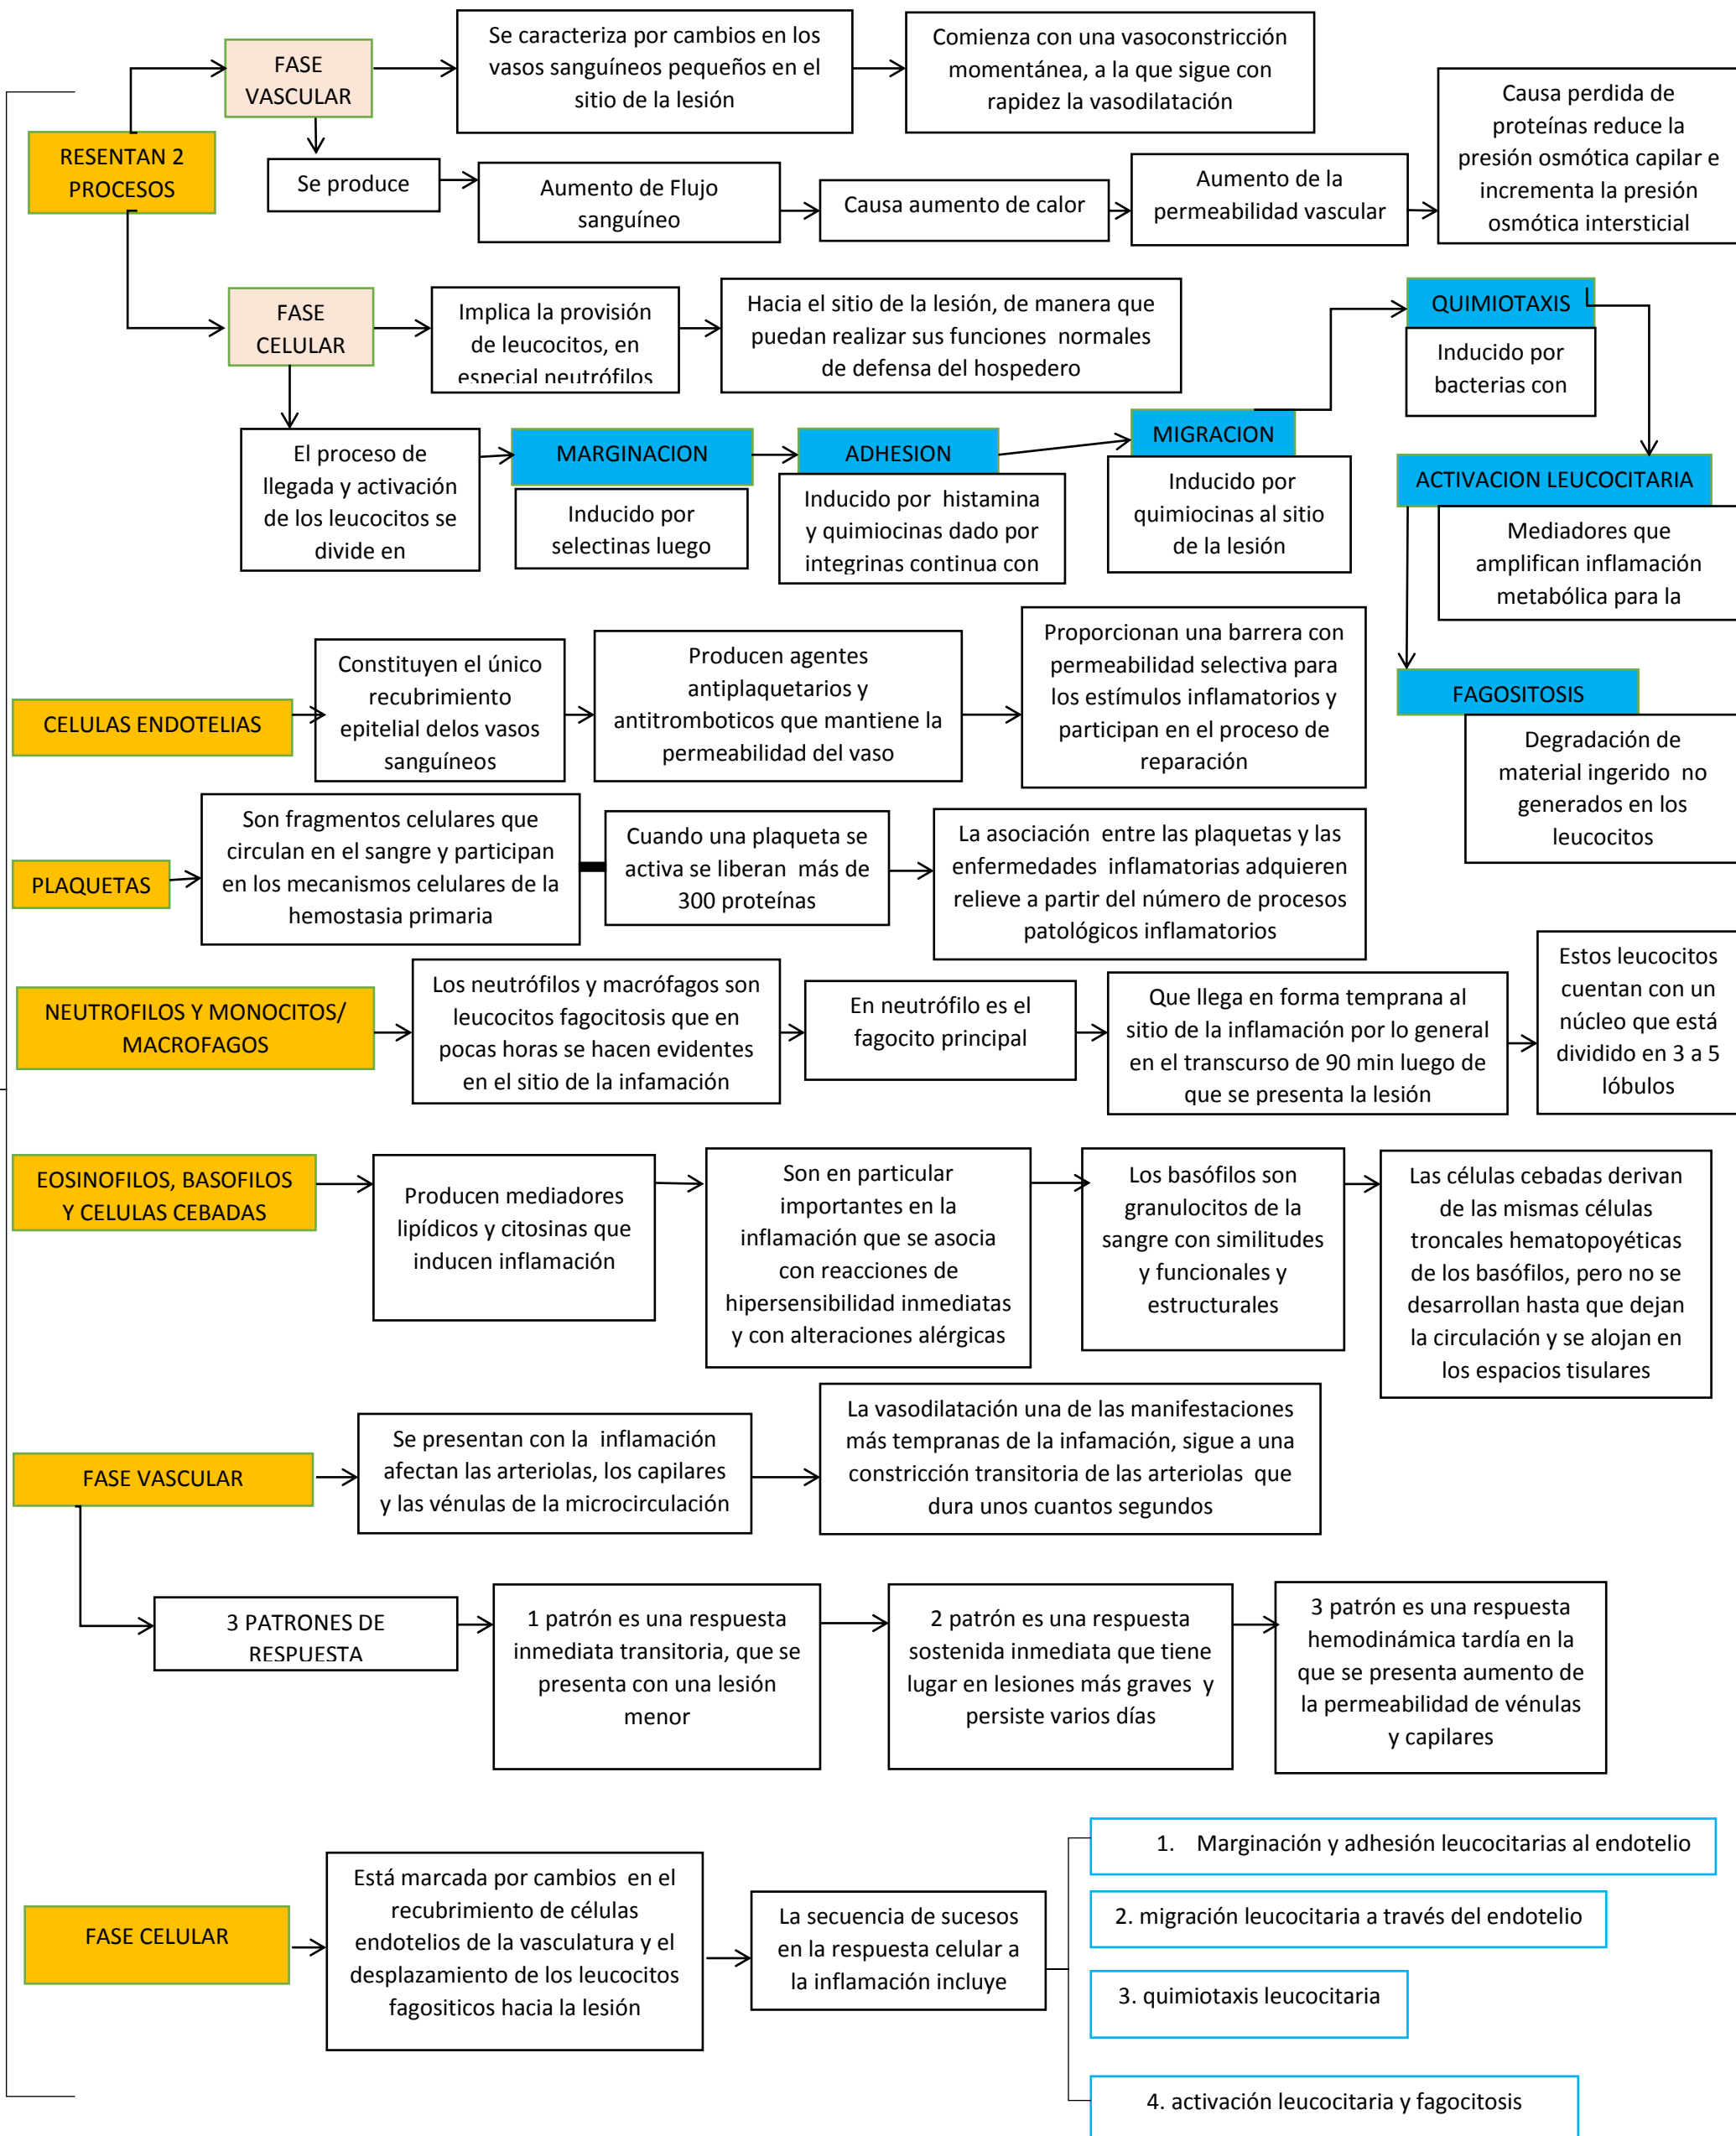 FASE
VASCULAR
Se caracteriza por cambios en los
vasos sanguíneos pequeños en el
sitio de la lesión
Comienza con una vasoconstricción
momentánea, a la que sigue con
rapidez la vasodilatación
RESENTAN 2
PROCESOS
Se produce
Aumento de Flujo
sanguíneo
Causa aumento de calor
Aumento de la
permeabilidad vascular
Causa perdida de
proteínas reduce la
presión osmótica capilar e
incrementa la presión
osmótica intersticial
FASE
CELULAR
Implica la provisión
de leucocitos, en
especial neutrófilos
Hacia el sitio de la lesión, de manera que
puedan realizar sus funciones normales
de defensa del hospedero
El proceso de
llegada y activación
de los leucocitos se
divide en
MARGINACION
Inducido por
selectinas luego
ADHESION
Inducido por histamina
y quimiocinas dado por
integrinas continua con
MIGRACION
Inducido por
quimiocinas al sitio
de la lesión
QUIMIOTAXIS
Inducido por
bacterias con
ACTIVACION LEUCOCITARIA
Mediadores que
amplifican inflamación
metabólica para la
FAGOSITOSIS
Degradación de
material ingerido no
generados en los
leucocitos
CELULAS ENDOTELIAS
Constituyen el único
recubrimiento
epitelial delos vasos
sanguíneos
Producen agentes
antiplaquetarios y
antitromboticos que mantiene la
permeabilidad del vaso
Proporcionan una barrera con
permeabilidad selectiva para
los estímulos inflamatorios y
participan en el proceso de
reparación
PLAQUETAS
Son fragmentos celulares que
circulan en el sangre y participan
en los mecanismos celulares de la
hemostasia primaria
Cuando una plaqueta se
activa se liberan más de
300 proteínas
La asociación entre las plaquetas y las
enfermedades inflamatorias adquieren
relieve a partir del número de procesos
patológicos inflamatorios
NEUTROFILOS Y MONOCITOS/
MACROFAGOS
Los neutrófilos y macrófagos son
leucocitos fagocitosis que en
pocas horas se hacen evidentes
en el sitio de la infamación
En neutrófilo es el
fagocito principal
Que llega en forma temprana al
sitio de la inflamación por lo general
en el transcurso de 90 min luego de
que se presenta la lesión
Estos leucocitos
cuentan con un
núcleo que está
dividido en 3 a 5
lóbulos
EOSINOFILOS, BASOFILOS
Y CELULAS CEBADAS
Producen mediadores
lipídicos y citosinas que
inducen inflamación
Son en particular
importantes en la
inflamación que se asocia
con reacciones de
hipersensibilidad inmediatas
y con alteraciones alérgicas
Los basófilos son
granulocitos de la
sangre con similitudes
y funcionales y
estructurales
Las células cebadas derivan
de las mismas células
troncales hematopoyéticas
de los basófilos, pero no se
desarrollan hasta que dejan
la circulación y se alojan en
los espacios tisulares
FASE VASCULAR
Se presentan con la inflamación
afectan las arteriolas, los capilares
y las vénulas de la microcirculación
La vasodilatación una de las manifestaciones
más tempranas de la infamación, sigue a una
constricción transitoria de las arteriolas que
dura unos cuantos segundos
3 PATRONES DE
RESPUESTA
1 patrón es una respuesta
inmediata transitoria, que se
presenta con una lesión
menor
2 patrón es una respuesta
sostenida inmediata que tiene
lugar en lesiones más graves y
persiste varios días
3 patrón es una respuesta
hemodinámica tardía en la
que se presenta aumento de
la permeabilidad de vénulas
y capilares
FASE CELULAR
Está marcada por cambios en el
recubrimiento de células
endotelios de la vasculatura y el
desplazamiento de los leucocitos
fagositicos hacia la lesión
La secuencia de sucesos
en la respuesta celular a
la inflamación incluye
1. Marginación y adhesión leucocitarias al endotelio
2. migración leucocitaria a través del endotelio
3. quimiotaxis leucocitaria
4. activación leucocitaria y fagocitosis